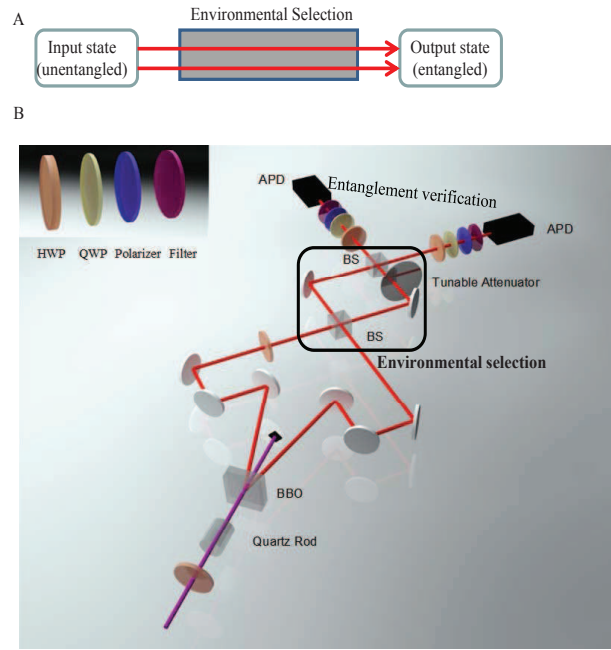 A
Environmental Selection
Input state
(unentangled)
Output state
(entangled)
B
HWP
QWP
Polarizer
Filter
APD
Entanglement verification
APD
BS
Tunable Attenuator
BS
Environmental selection
BBO
Quartz Rod